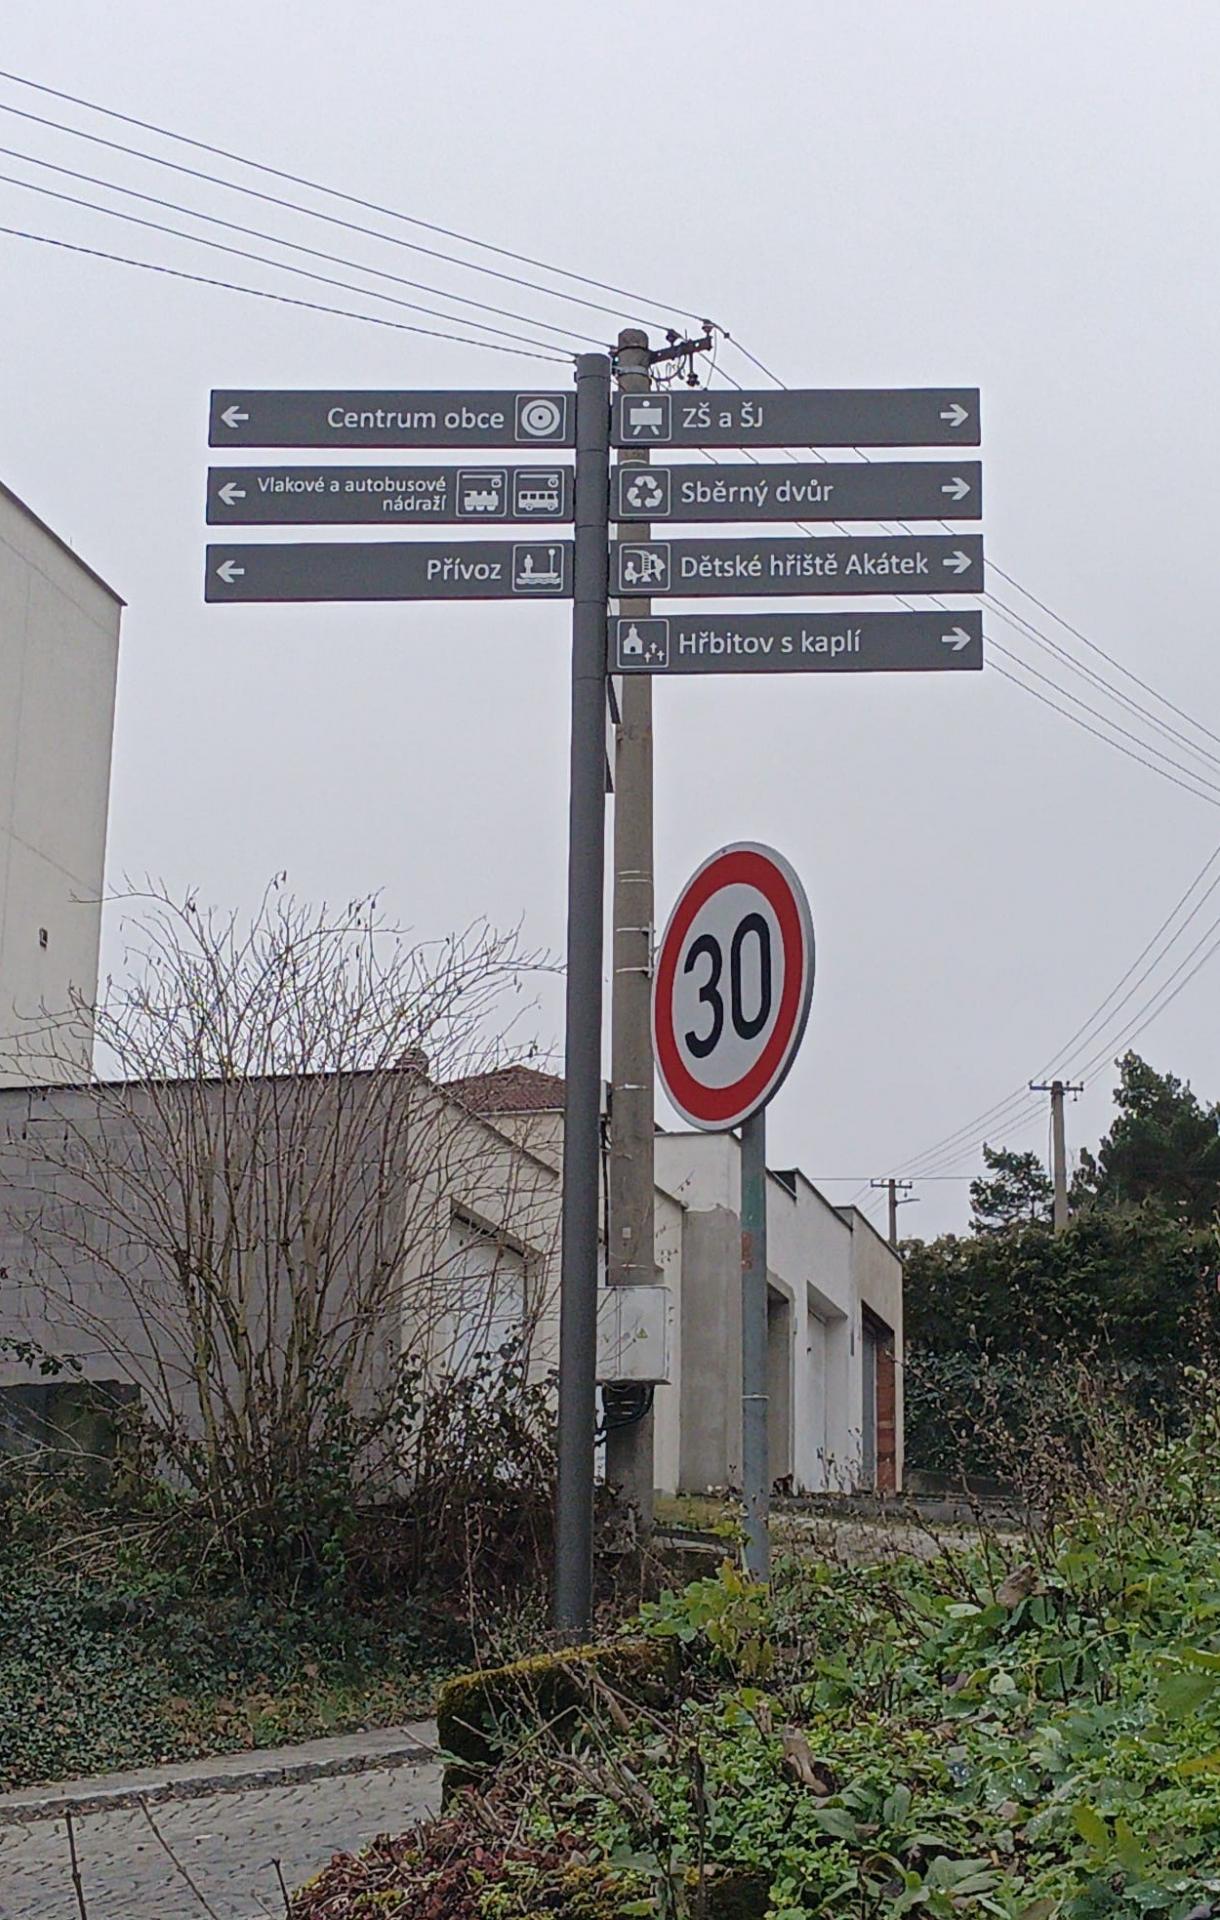 Centrum obce
Vlakové a autobusové
nádraží
Přívoz
ZŠ a ŠJ
Sběrný dvůr
Dětské hřiště Akátek
Hřbitov s kaplí
30